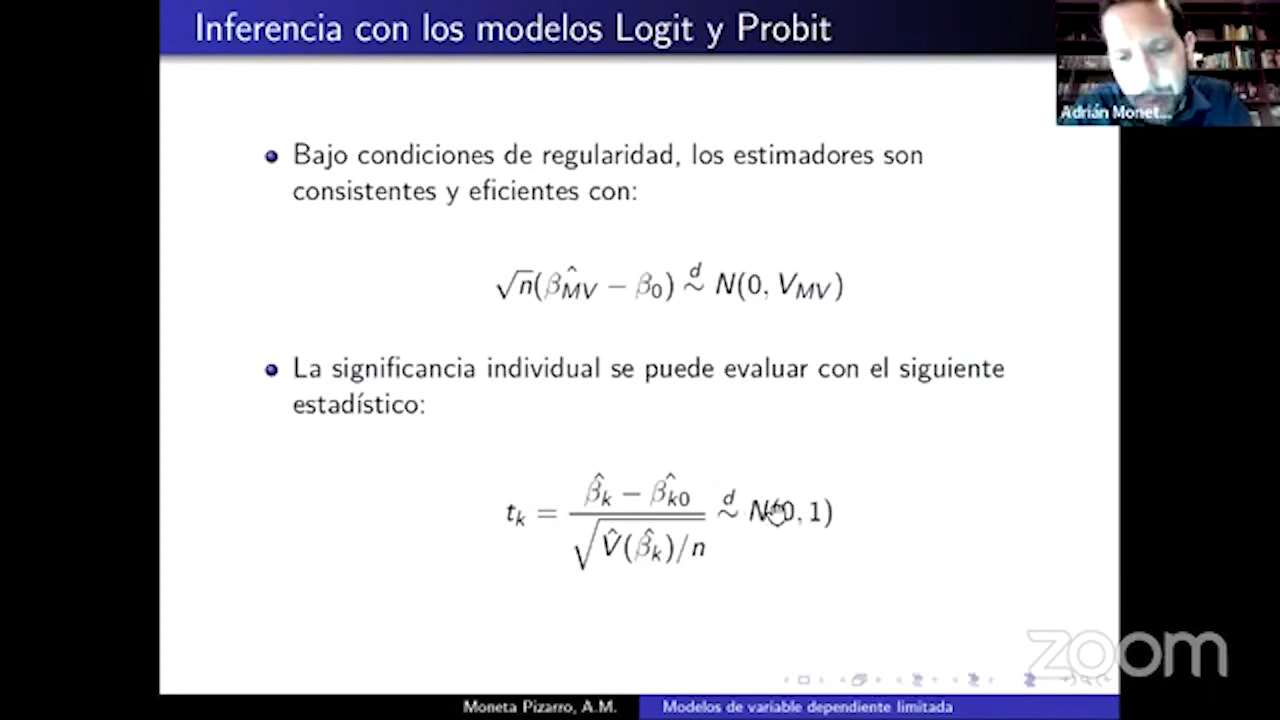 Inferencia con los modelos Logit y Probit
Adrián Monet...
Bajo condiciones de regularidad, los estimadores son
consistentes y eficientes con:
√n(β̂_MV − β_0) ~^d N(0, V_MV)
La significancia individual se puede evaluar con el siguiente
estadístico:
t_k = (β̂_k − β̂_k0) / √(V̂(β̂_k)/n) ~^d N(0, 1)
zoom
Moneta Pizarro, A.M.
Modelos de variable dependiente limitada